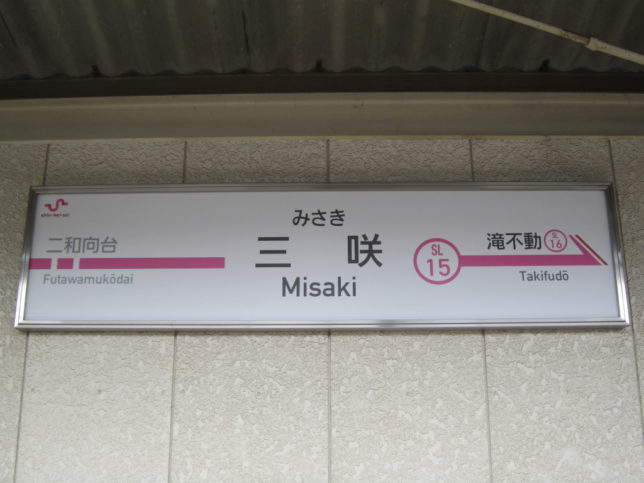 shin-kei-sei
二和向台
Futawamukōdai
みさき
三咲
Misaki
SL
15
滝不動
SL
16
Takifudō